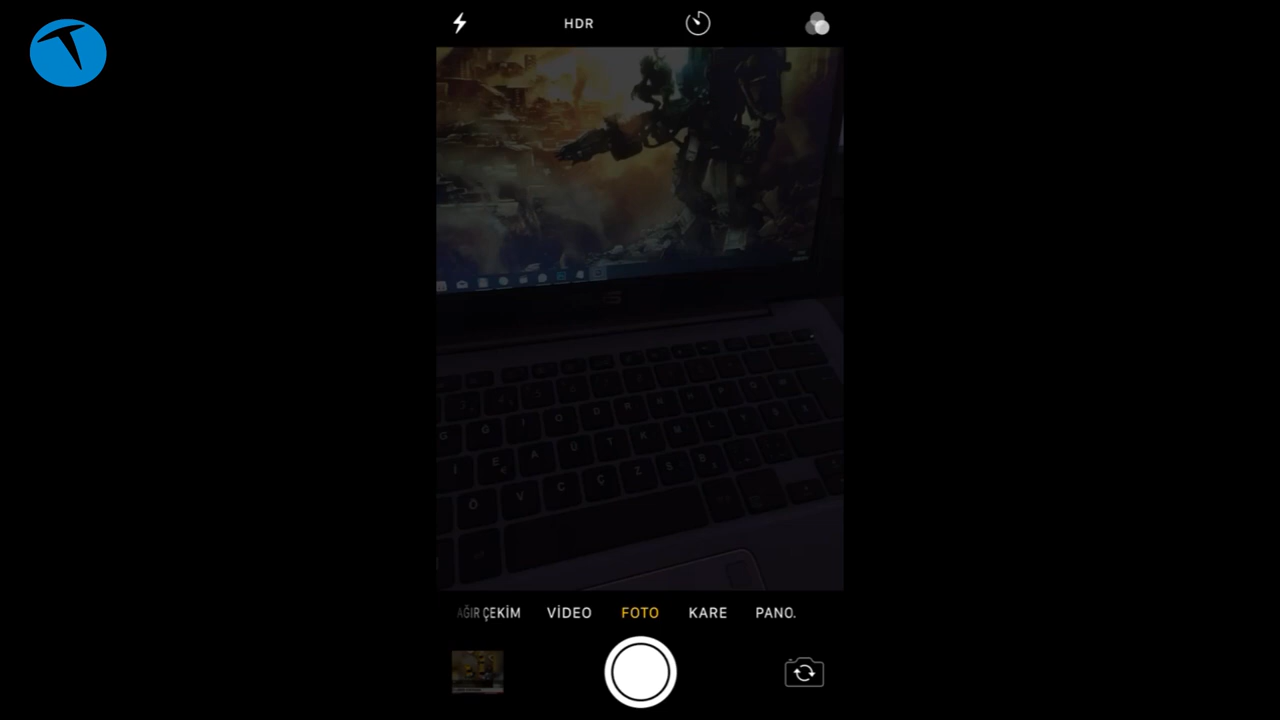 HDR
AĞIR ÇEKİM VİDEO FOTO KARE PANO.
G Ğ I O D R N H P Q W
İ E A Ü T K M L Y Ş
Ö V C Ç Z S B